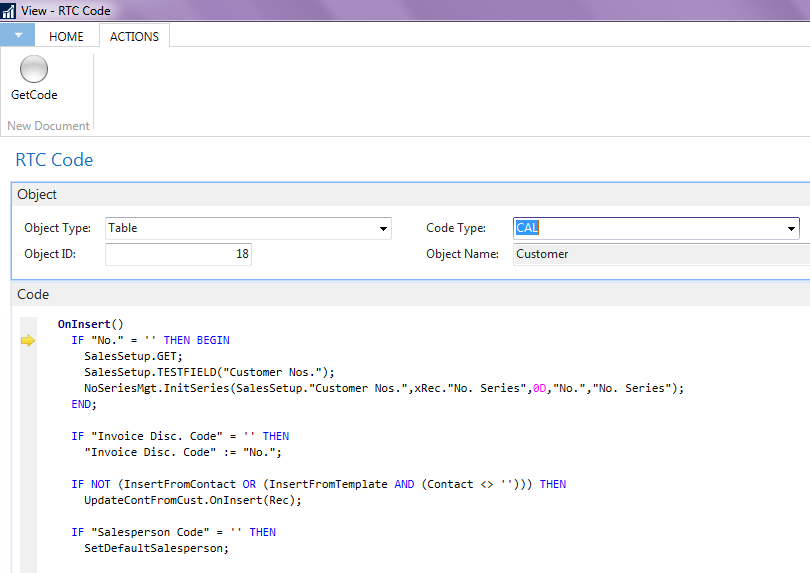 View - RTC Code
HOME ACTIONS
GetCode
New Document
RTC Code
Object
Object Type: Table Code Type: CAL
Object ID: 18 Object Name: Customer
Code
OnInsert()
IF "No." = '' THEN BEGIN
SalesSetup.GET;
SalesSetup.TESTFIELD("Customer Nos.");
NoSeriesMgt.InitSeries(SalesSetup."Customer Nos.",xRec."No. Series",0D,"No.","No. Series");
END;
IF "Invoice Disc. Code" = '' THEN
"Invoice Disc. Code" := "No.";
IF NOT (InsertFromContact OR (InsertFromTemplate AND (Contact <> ''))) THEN
UpdateContFromCust.OnInsert(Rec);
IF "Salesperson Code" = '' THEN
SetDefaultSalesperson;